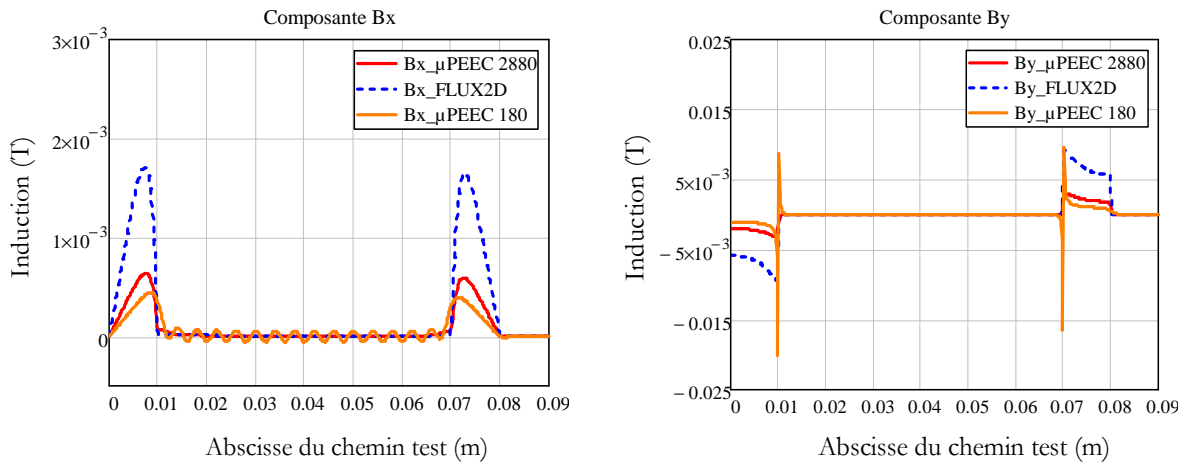 Composante Bx
3×10⁻³
2×10⁻³
1×10⁻³
0
Induction (T)
Bx_µPEEC 2880
Bx_FLUX2D
Bx_µPEEC 180
0 0.01 0.02 0.03 0.04 0.05 0.06 0.07 0.08 0.09
Abscisse du chemin test (m)
Composante By
0.025
0.015
5×10⁻³
−5×10⁻³
−0.015
−0.025
Induction (T)
By_µPEEC 2880
By_FLUX2D
By_µPEEC 180
0 0.01 0.02 0.03 0.04 0.05 0.06 0.07 0.08 0.09
Abscisse du chemin test (m)